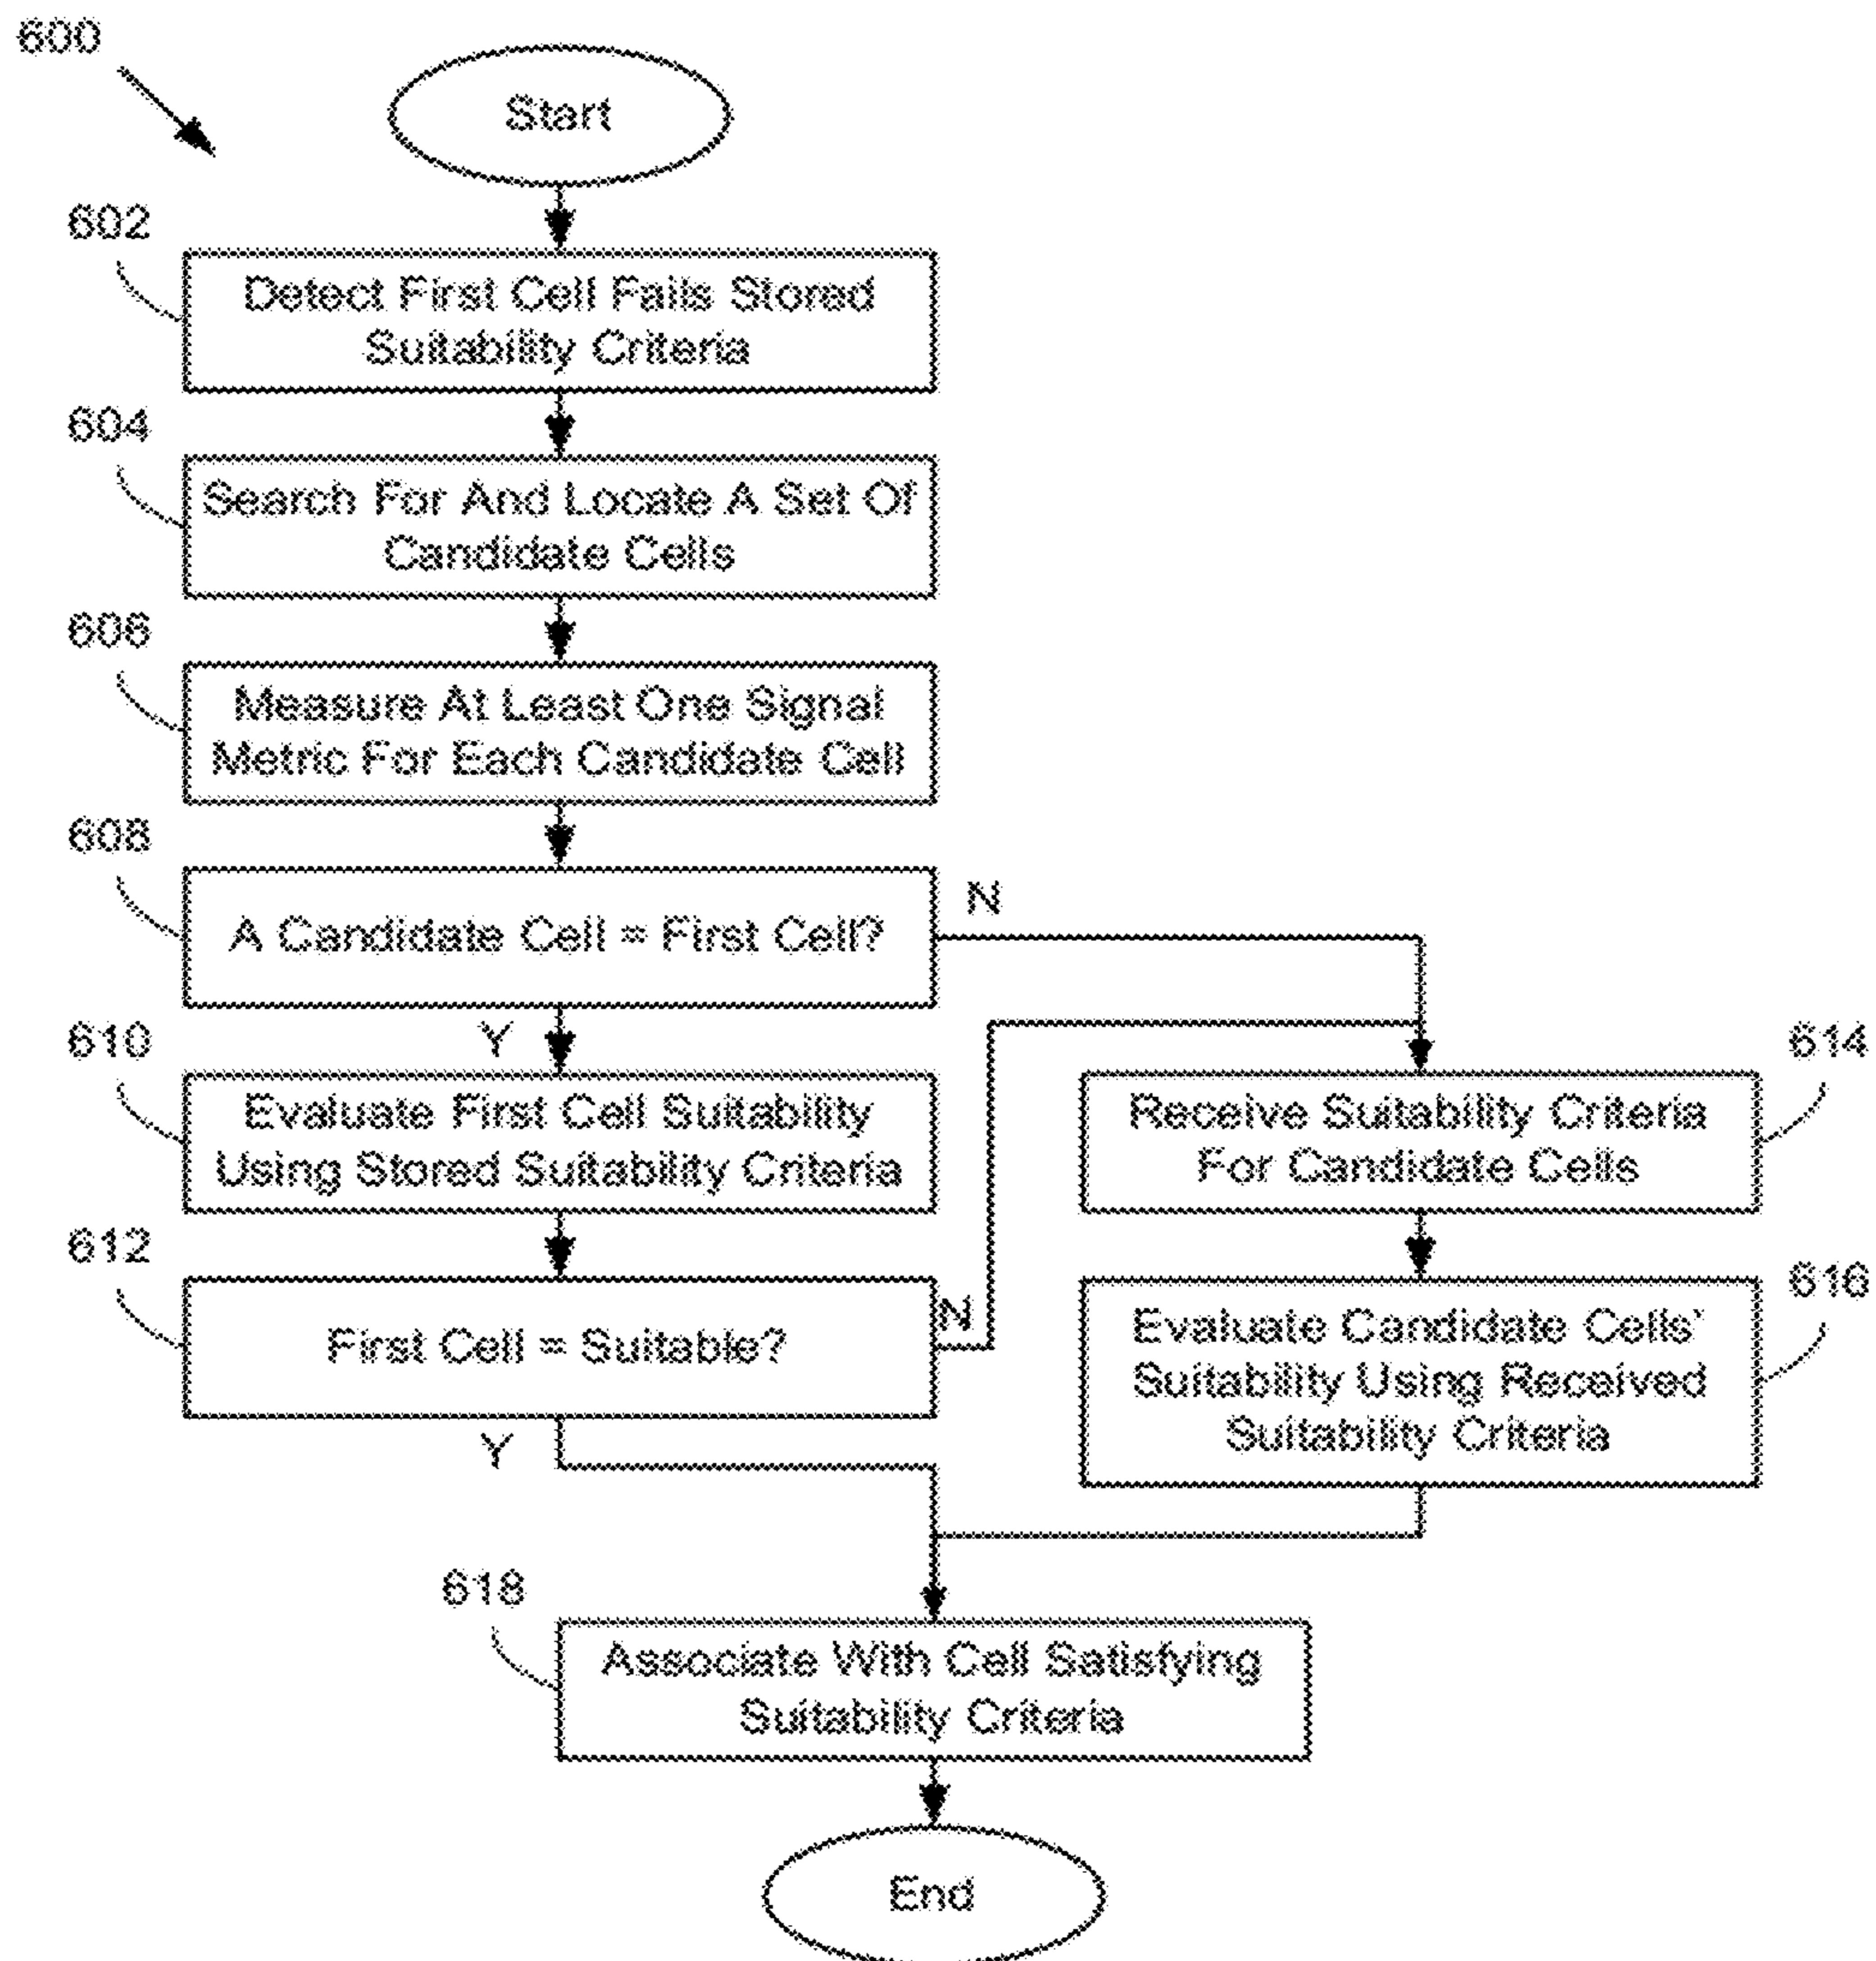 600
Start
602
Detect First Cell Fails Stored
Suitability Criteria
604
Search For And Locate A Set Of
Candidate Cells
606
Measure At Least One Signal
Metric For Each Candidate Cell
608
A Candidate Cell = First Cell?
N
Y
610
Evaluate First Cell Suitability
Using Stored Suitability Criteria
614
Receive Suitability Criteria
For Candidate Cells
612
First Cell = Suitable?
N
Y
616
Evaluate Candidate Cells'
Suitability Using Received
Suitability Criteria
618
Associate With Cell Satisfying
Suitability Criteria
End